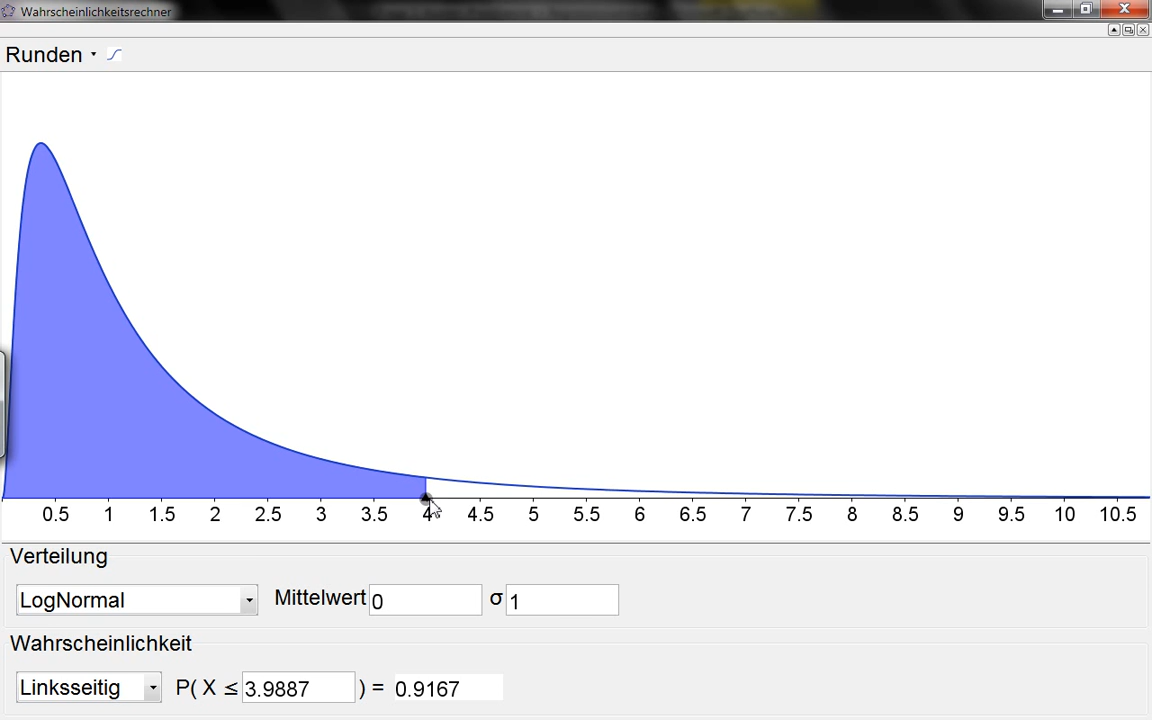 Wahrscheinlichkeitsrechner
Runden
0.5 1 1.5 2 2.5 3 3.5 4 4.5 5 5.5 6 6.5 7 7.5 8 8.5 9 9.5 10 10.5
Verteilung
LogNormal Mittelwert 0 σ 1
Wahrscheinlichkeit
Linksseitig P( X ≤ 3.9887 ) = 0.9167